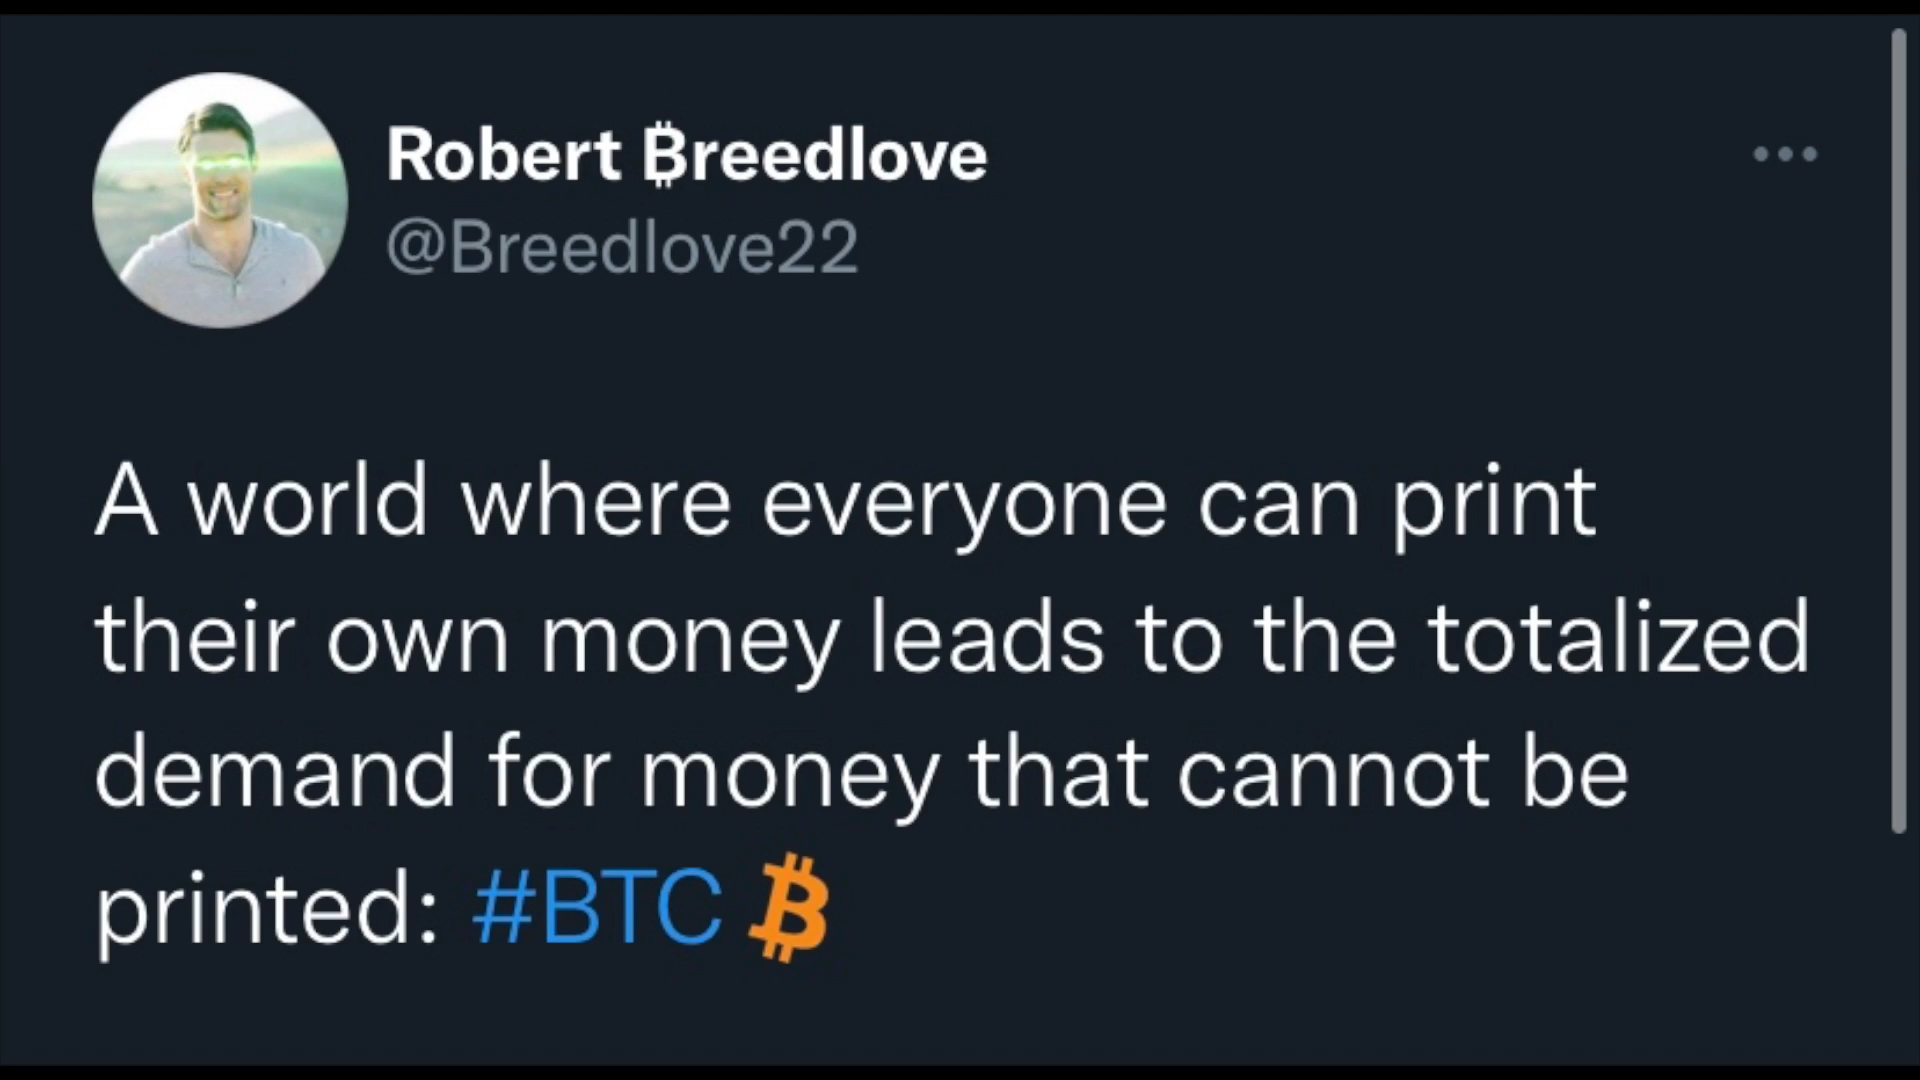 Robert ₿reedlove
@Breedlove22
A world where everyone can print
their own money leads to the totalized
demand for money that cannot be
printed: #BTC ₿